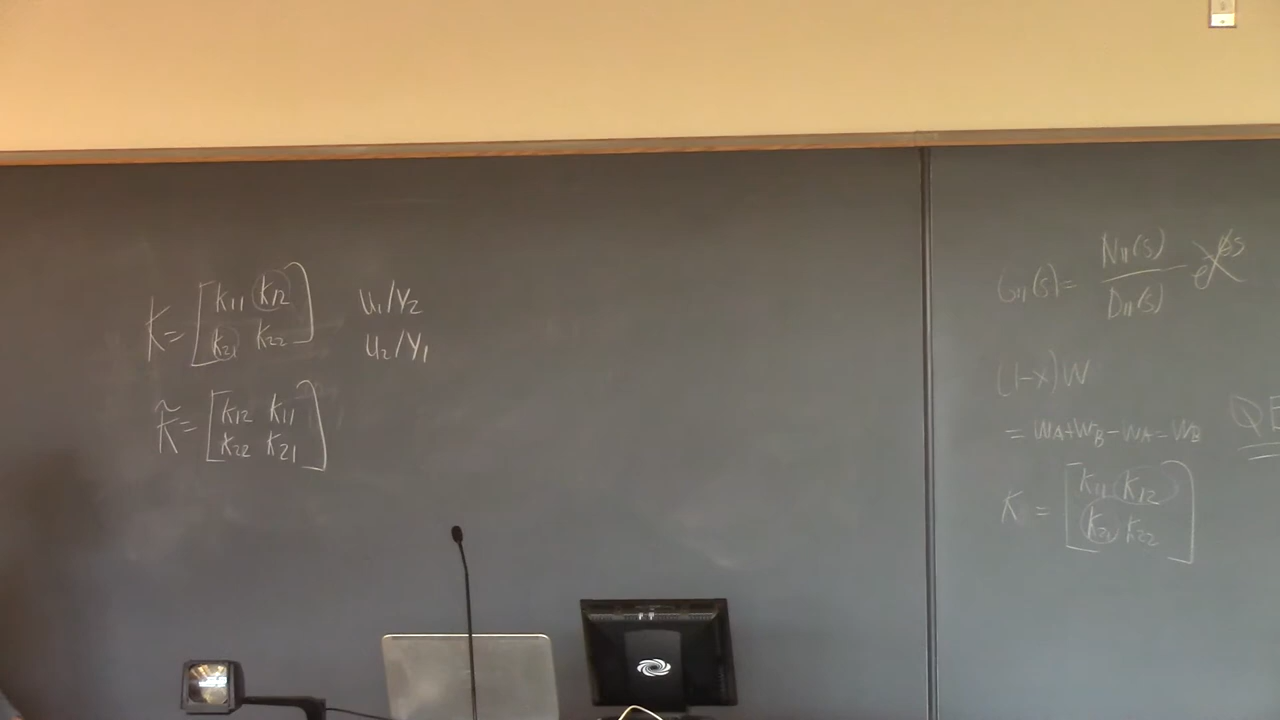 K = [ K11 K12
K21 K22 ]
u1/y2
u2/y1
K̃ = [ K12 K11
K22 K21 ]
G11(s) = N11(s) / D11(s)
(1-x)W
= WA+WB-WA=WB
K = [ K11 K12
K21 K22 ]